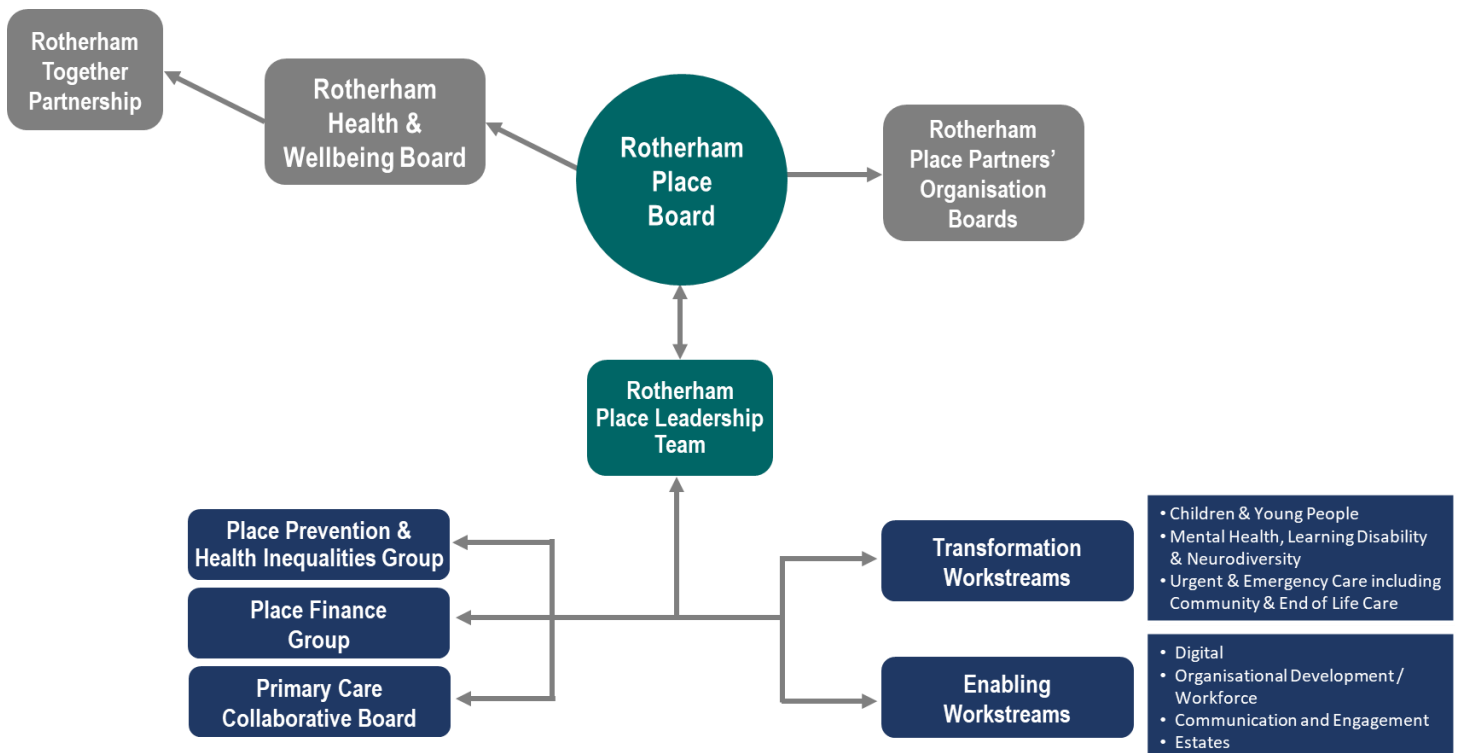 Rotherham
Together
Partnership
Rotherham
Health &
Wellbeing Board
Rotherham
Place
Board
Rotherham
Place Partners’
Organisation
Boards
Rotherham
Place Leadership
Team
Place Prevention &
Health Inequalities Group
Place Finance
Group
Primary Care
Collaborative Board
Transformation
Workstreams
• Children & Young People
• Mental Health, Learning Disability
& Neurodiversity
• Urgent & Emergency Care including
Community & End of Life Care
Enabling
Workstreams
• Digital
• Organisational Development /
Workforce
• Communication and Engagement
• Estates